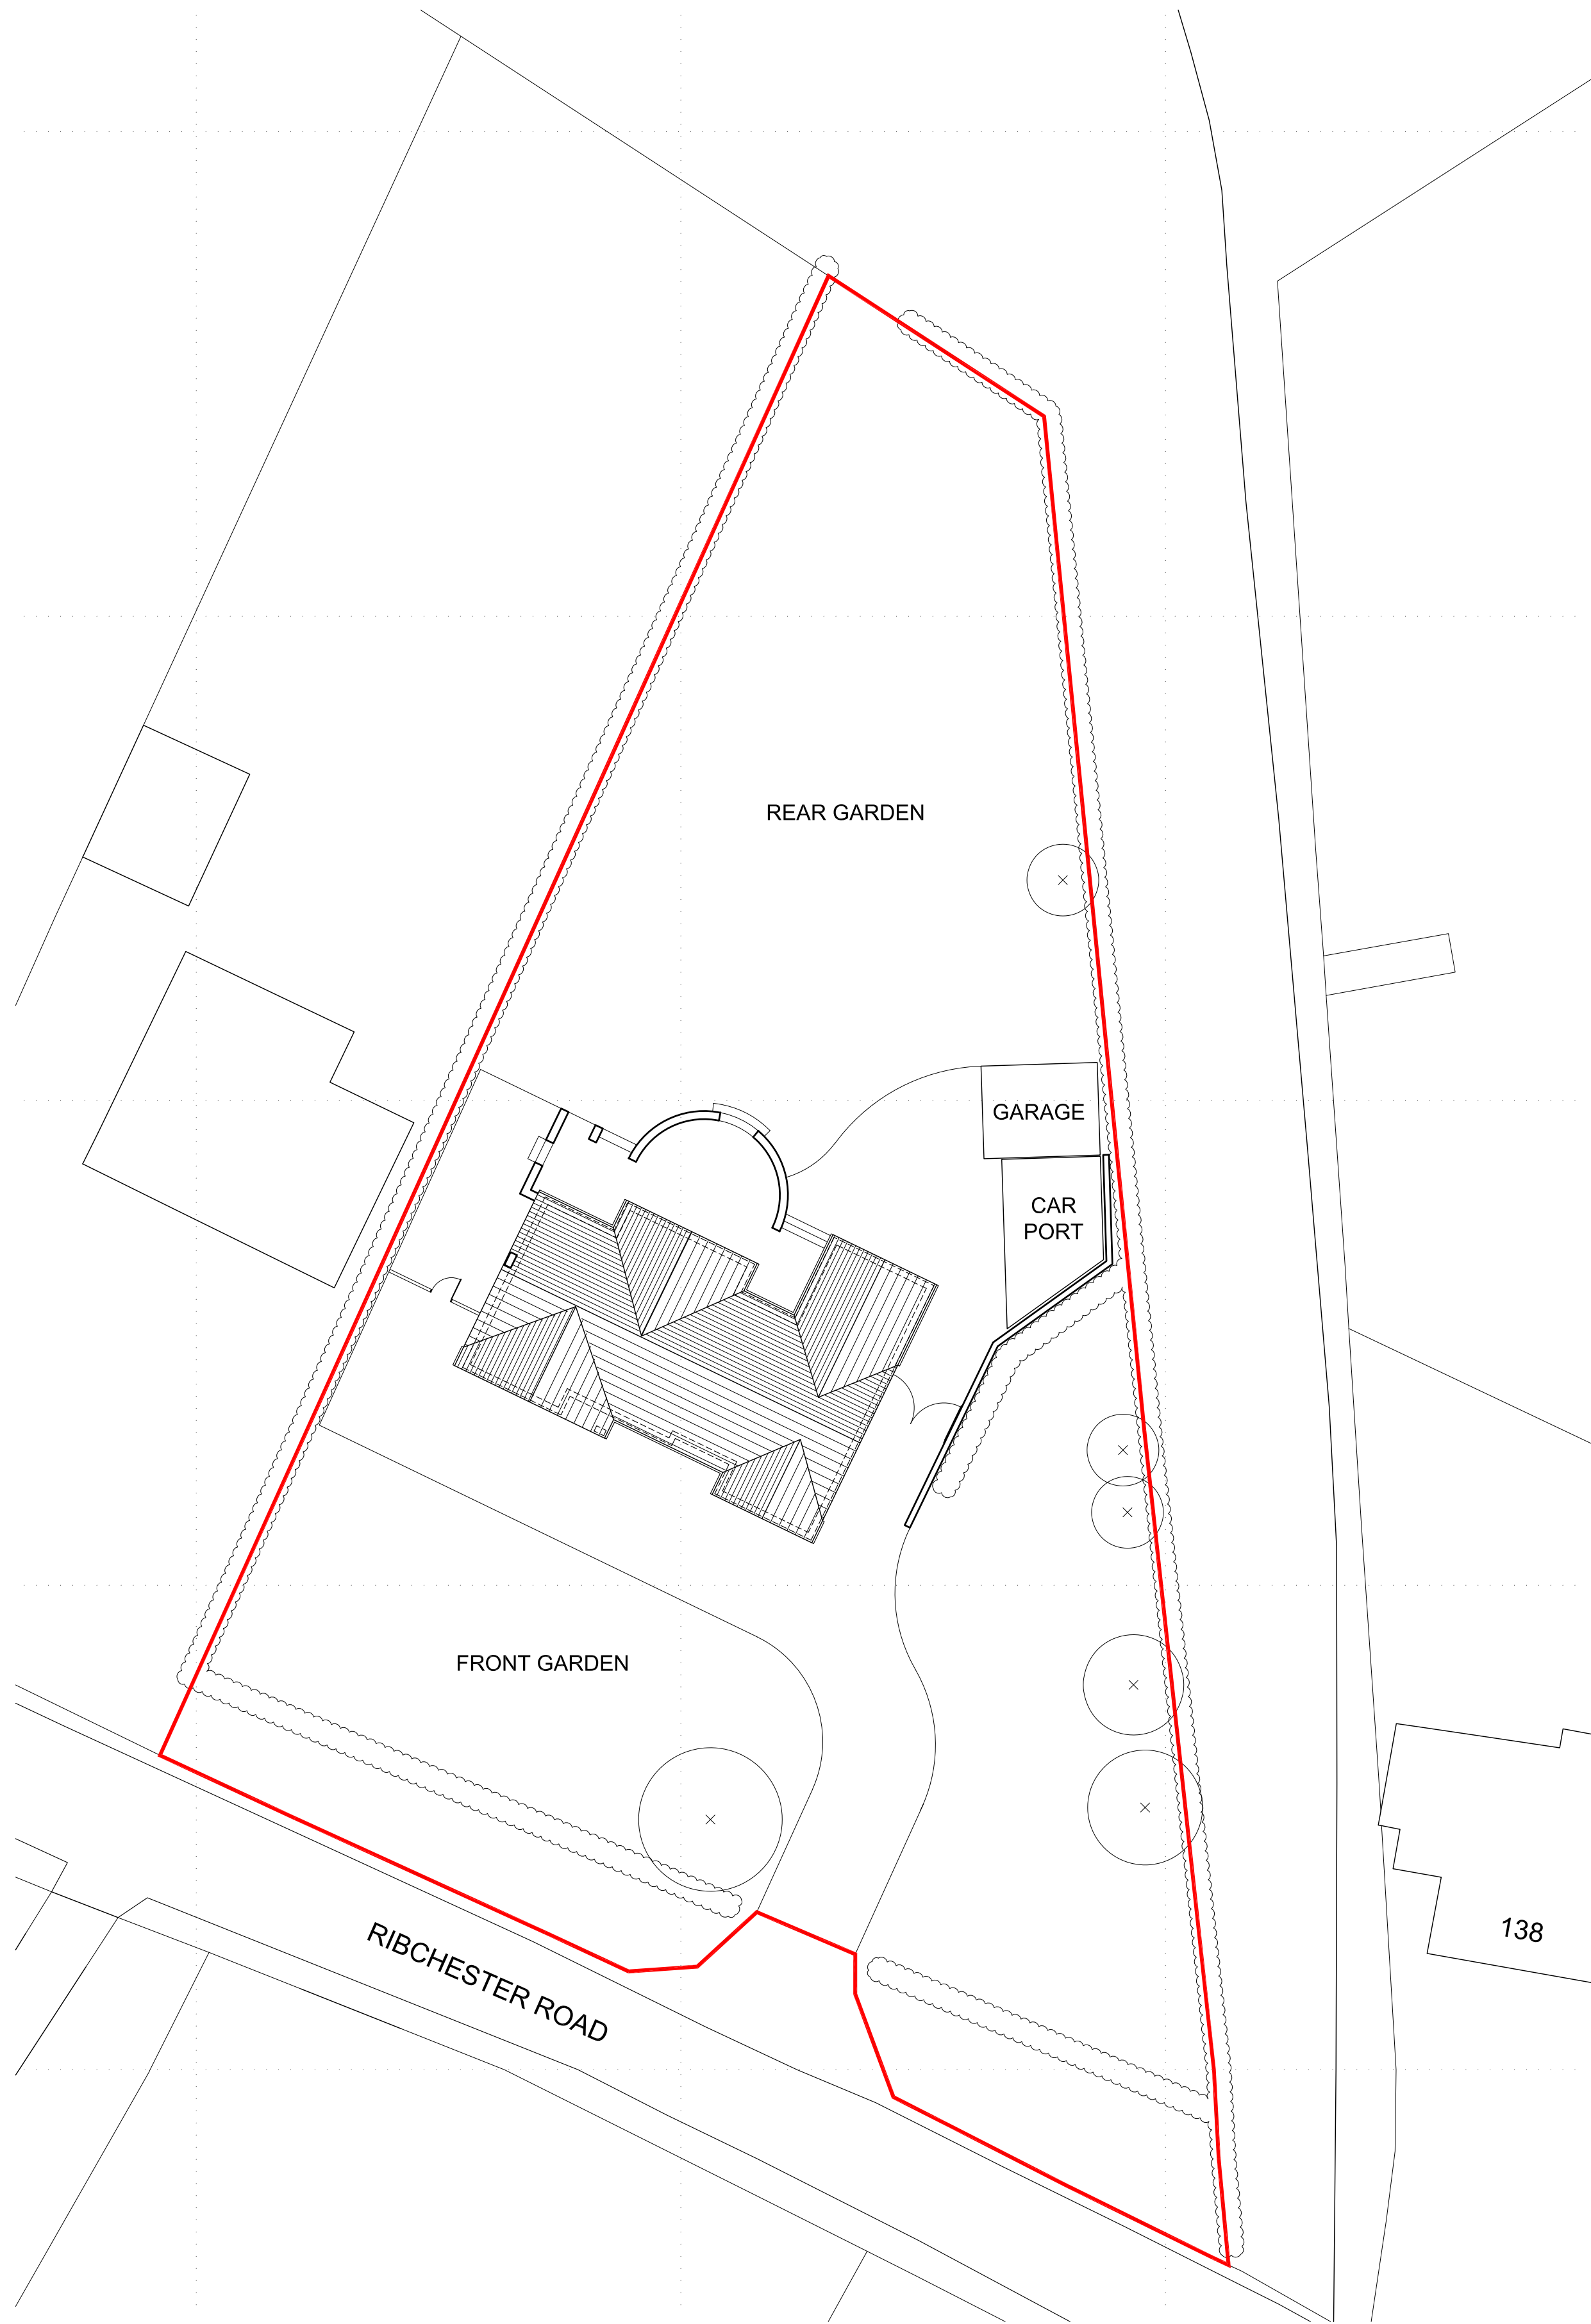 REAR GARDEN
GARAGE
CAR
PORT
FRONT GARDEN
138
RIBCHESTER ROAD